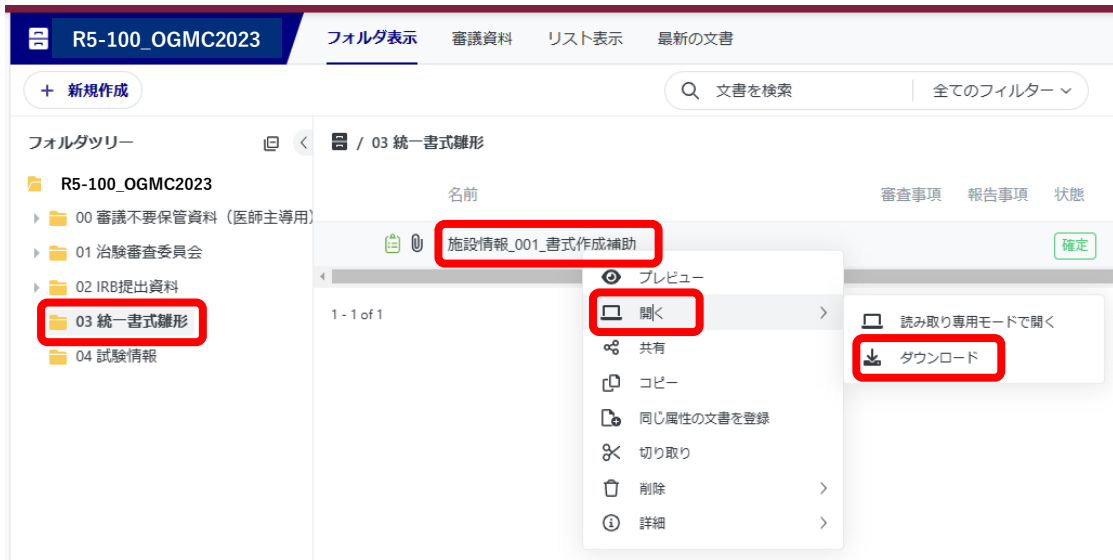 R5-100_OGMC2023
フォルダ表示 審議資料 リスト表示 最新の文書
+ 新規作成
文書を検索
全てのフィルター
フォルダツリー
/ 03 統一書式雛形
R5-100_OGMC2023
00 審議不要保管資料（医師主導用）
01 治験審査委員会
02 IRB提出資料
03 統一書式雛形
04 試験情報
名前 審査事項 報告事項 状態
施設情報_001_書式作成補助 確定
1 - 1 of 1
プレビュー
開く
共有
コピー
同じ属性の文書を登録
切り取り
削除
詳細
読み取り専用モードで開く
ダウンロード